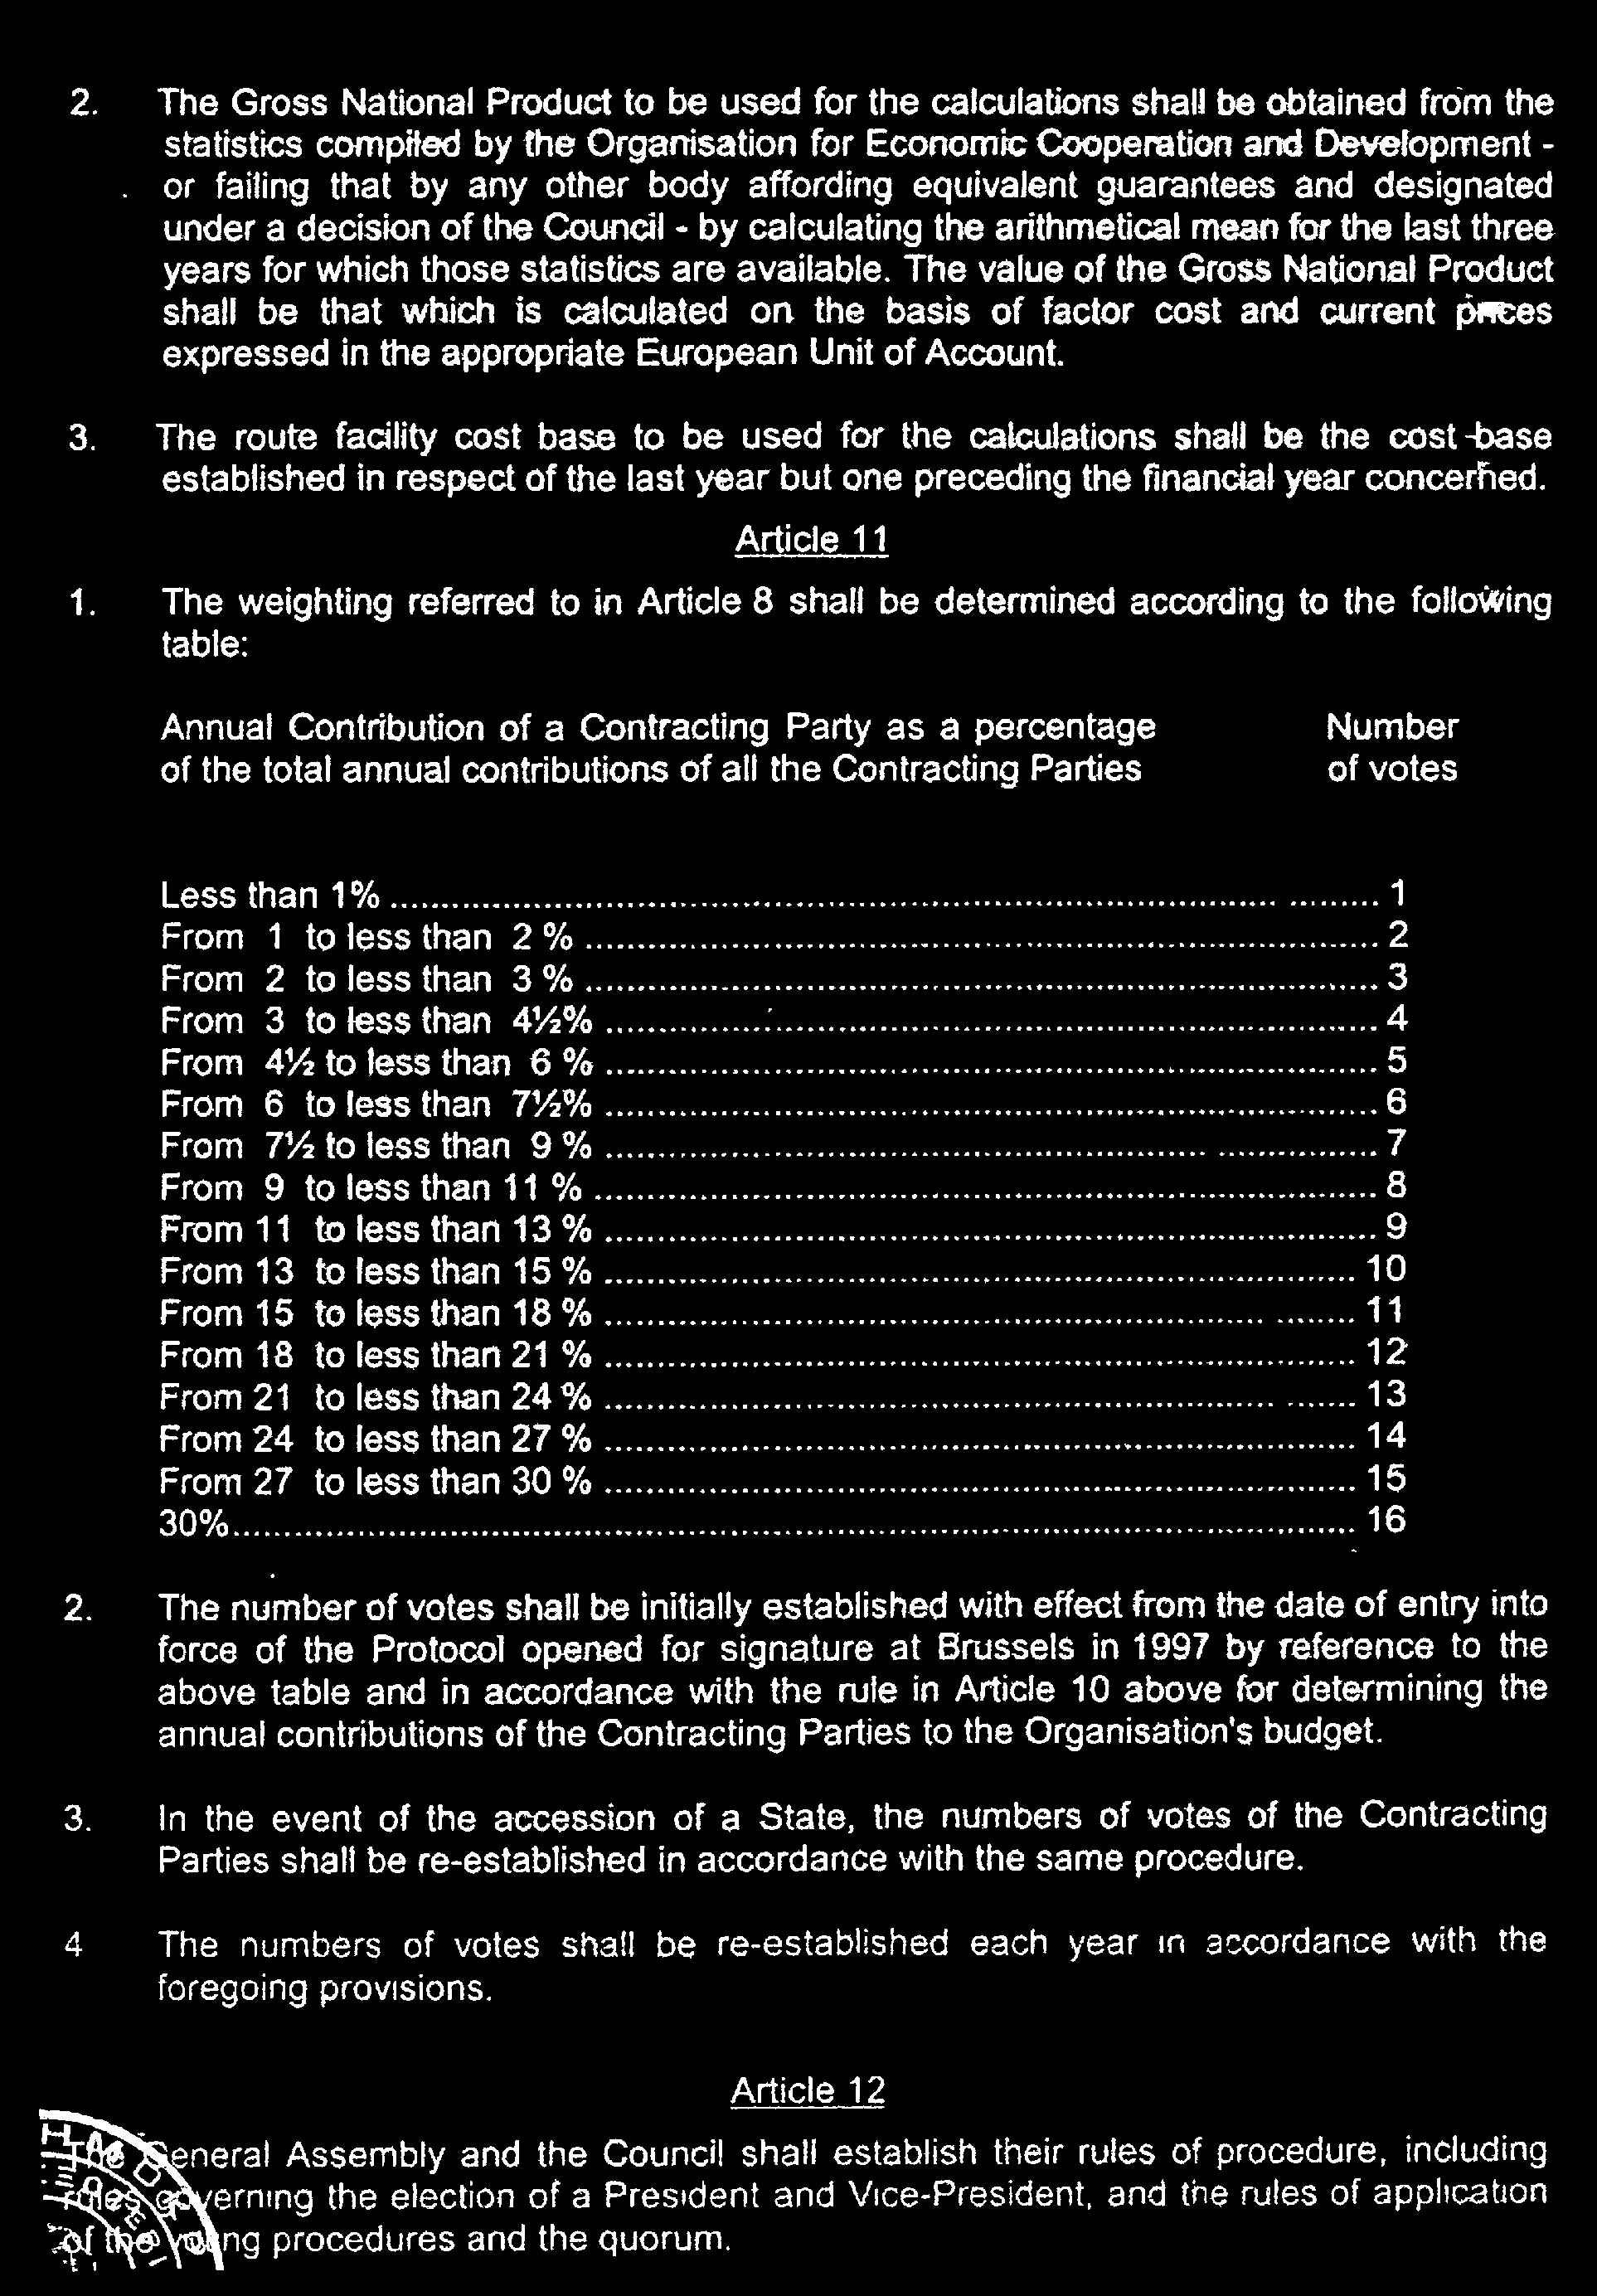 2. The Gross National Product to be used for the calculations shall be obtained from the
statistics compiled by the Organisation for Economic Cooperation and Development -
or failing that by any other body affording equivalent guarantees and designated
under a decision of the Council - by calculating the arithmetical mean for the last three
years for which those statistics are available. The value of the Gross National Product
shall be that which is calculated on the basis of factor cost and current prices
expressed in the appropriate European Unit of Account.
3. The route facility cost base to be used for the calculations shall be the cost-base
established in respect of the last year but one preceding the financial year concerned.
Article 11
1. The weighting referred to in Article 8 shall be determined according to the following
table:
Annual Contribution of a Contracting Party as a percentage Number
of the total annual contributions of all the Contracting Parties of votes
Less than 1% ........ 1
From 1 to less than 2 % ........ 2
From 2 to less than 3 % ........ 3
From 3 to less than 4½% ........ 4
From 4½ to less than 6 % ........ 5
From 6 to less than 7½% ........ 6
From 7½ to less than 9 % ........ 7
From 9 to less than 11 % ........ 8
From 11 to less than 13 % ........ 9
From 13 to less than 15 % ........ 10
From 15 to less than 18 % ........ 11
From 18 to less than 21 % ........ 12
From 21 to less than 24 % ........ 13
From 24 to less than 27 % ........ 14
From 27 to less than 30 % ........ 15
30% ........ 16
2. The number of votes shall be initially established with effect from the date of entry into
force of the Protocol opened for signature at Brussels in 1997 by reference to the
above table and in accordance with the rule in Article 10 above for determining the
annual contributions of the Contracting Parties to the Organisation's budget.
3. In the event of the accession of a State, the numbers of votes of the Contracting
Parties shall be re-established in accordance with the same procedure.
4 The numbers of votes shall be re-established each year in accordance with the
foregoing provisions.
Article 12
The General Assembly and the Council shall establish their rules of procedure, including
rules governing the election of a President and Vice-President, and the rules of application
of the voting procedures and the quorum.